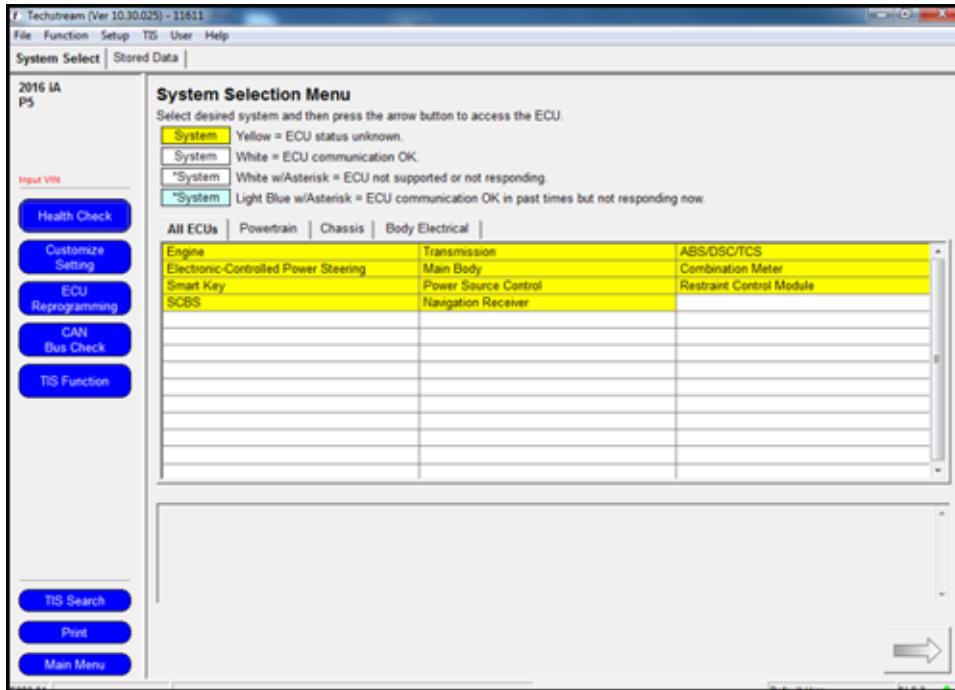 Techstream (Ver 10.30.025) - 11611
File Function Setup TIS User Help
System Select Stored Data
2016 iA
P5
Input VIN
Health Check
Customize
Setting
ECU
Reprogramming
CAN
Bus Check
TIS Function
TIS Search
Print
Main Menu
System Selection Menu
Select desired system and then press the arrow button to access the ECU.
System Yellow = ECU status unknown.
System White = ECU communication OK.
*System White w/Asterisk = ECU not supported or not responding.
*System Light Blue w/Asterisk = ECU communication OK in past times but not responding now.
All ECUs Powertrain Chassis Body Electrical
Engine Transmission ABS/DSC/TCS
Electronic-Controlled Power Steering Main Body Combination Meter
Smart Key Power Source Control Restraint Control Module
SCBS Navigation Receiver